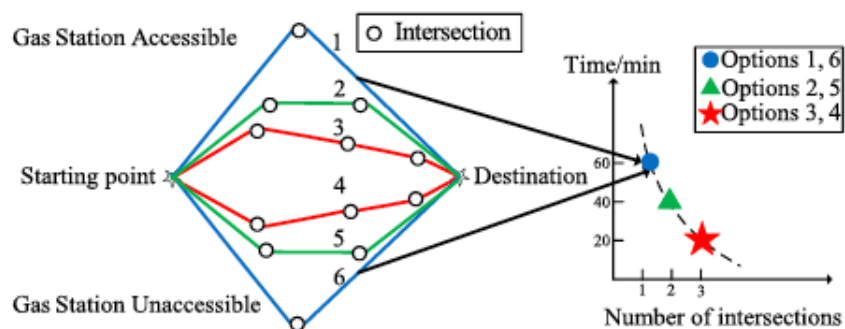 Gas Station Accessible
Intersection
1
2
3
Starting point
Destination
4
5
6
Gas Station Unaccessible
Options 1, 6
Options 2, 5
Options 3, 4
Time/min
60
40
20
1 2 3
Number of intersections